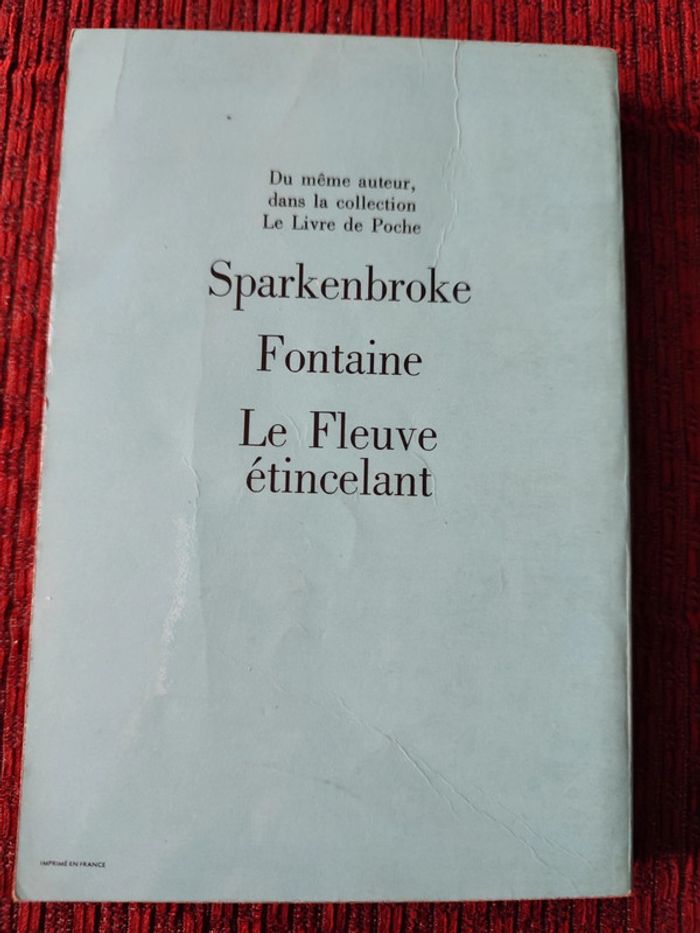 Du même auteur,
dans la collection
Le Livre de Poche
Sparkenbroke
Fontaine
Le Fleuve
étincelant
IMPRIMÉ EN FRANCE